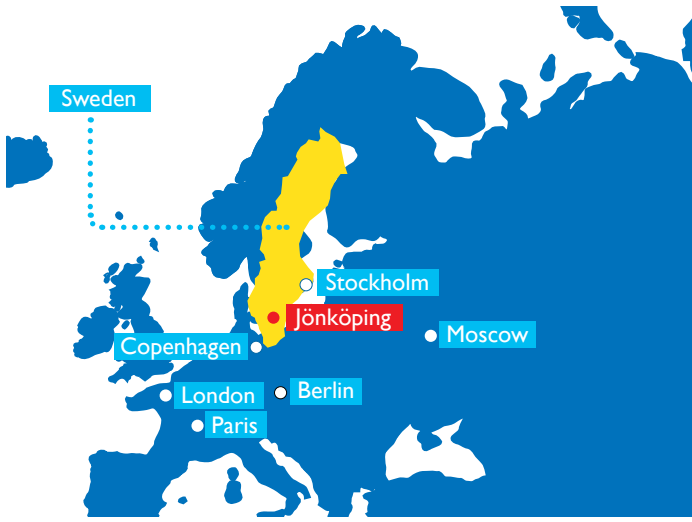 Sweden
Stockholm
Jönköping
Moscow
Copenhagen
London
Berlin
Paris